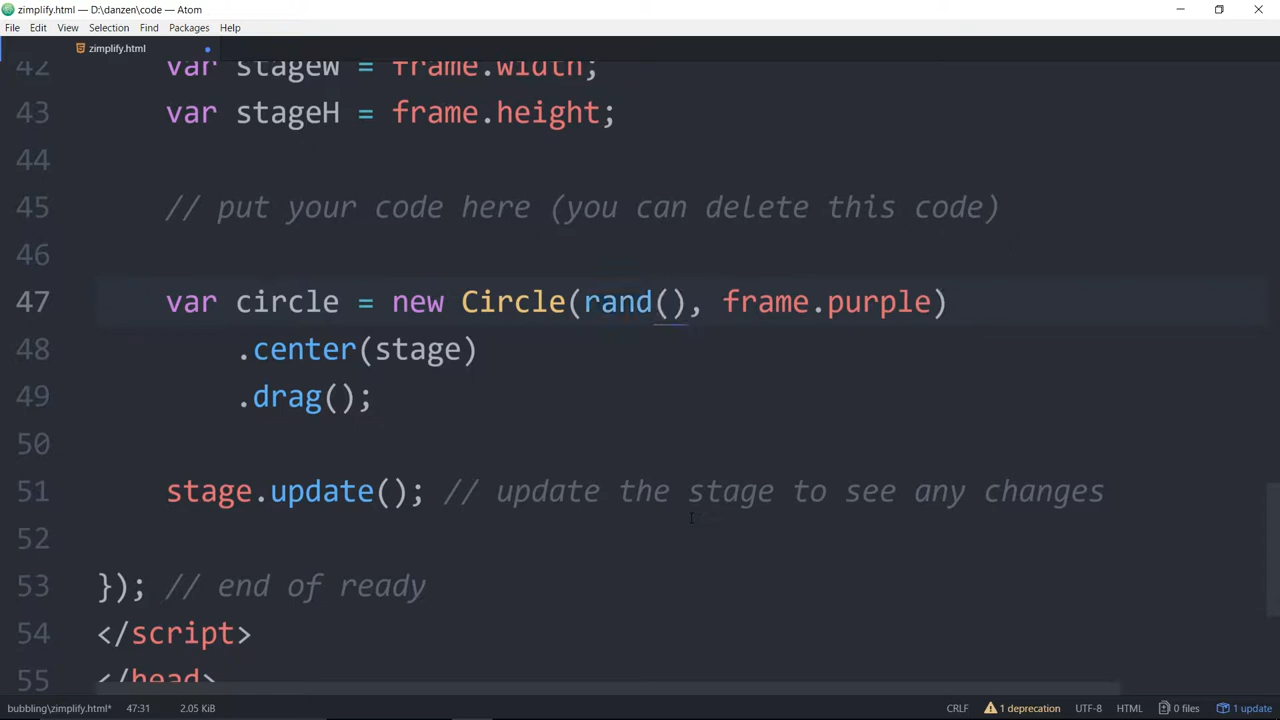 zimplify.html — D:\danzen\code — Atom
File Edit View Selection Find Packages Help
zimplify.html
42 var stageW = frame.width;
43 var stageH = frame.height;
44
45 // put your code here (you can delete this code)
46
47 var circle = new Circle(rand(), frame.purple)
48 .center(stage)
49 .drag();
50
51 stage.update(); // update the stage to see any changes
52
53 }); // end of ready
54 </script>
55 </head>
bubbling\zimplify.html* 47:31 2.05 KiB CRLF 1 deprecation UTF-8 HTML 0 files 1 update